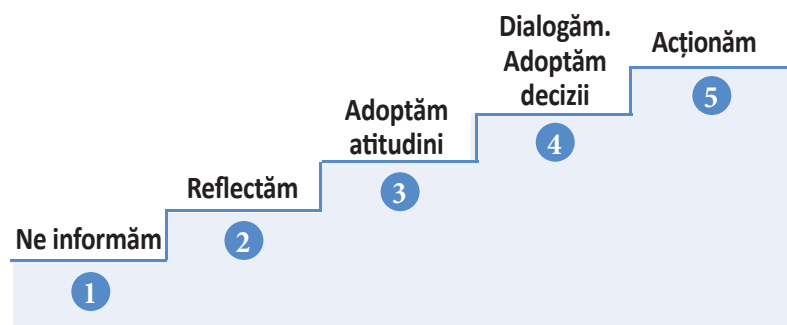 Ne informăm
1
Reflectăm
2
Adoptăm
atitudini
3
Dialogăm.
Adoptăm
decizii
4
Acționăm
5